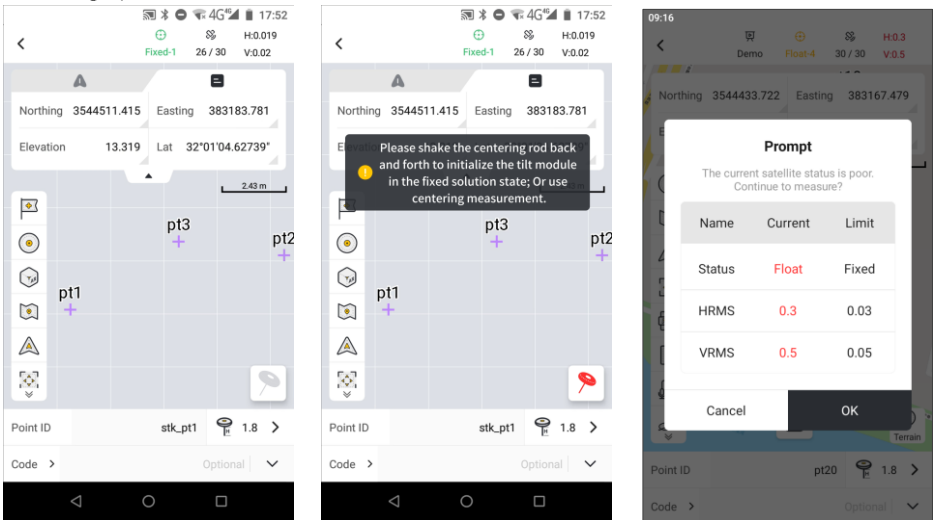 4G 4G 17:52
H:0.019
Fixed-1 26 / 30 V:0.02
Northing 3544511.415 Easting 383183.781
Elevation 13.319 Lat 32°01'04.62739"
2.43 m
pt3
pt2
pt1
Point ID stk_pt1 H 1.8
Code Optional
4G 4G 17:52
H:0.019
Fixed-1 26 / 30 V:0.02
Northing 3544511.415 Easting 383183.781
Please shake the centering rod back
and forth to initialize the tilt module
in the fixed solution state; Or use
centering measurement.
pt3
pt2
pt1
Point ID stk_pt1 H 1.8
Code Optional
09:16
H:0.3
Demo Float-4 30 / 30 V:0.5
Northing 3544433.722 Easting 383167.479
Prompt
The current satellite status is poor.
Continue to measure?
Name Current Limit
Status Float Fixed
HRMS 0.3 0.03
VRMS 0.5 0.05
Cancel OK
Terrain
Point ID pt20 H 1.8
Code Optional